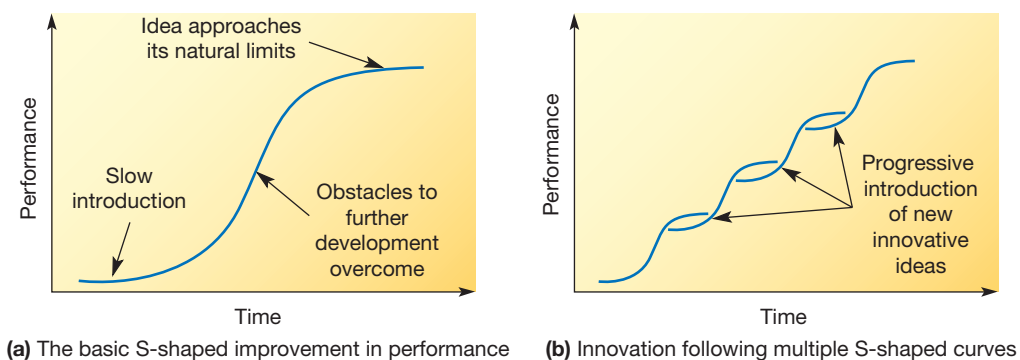 Performance
Idea approaches
its natural limits
Slow
introduction
Obstacles to
further
development
overcome
Time
(a) The basic S-shaped improvement in performance
Performance
Progressive
introduction
of new
innovative
ideas
Time
(b) Innovation following multiple S-shaped curves